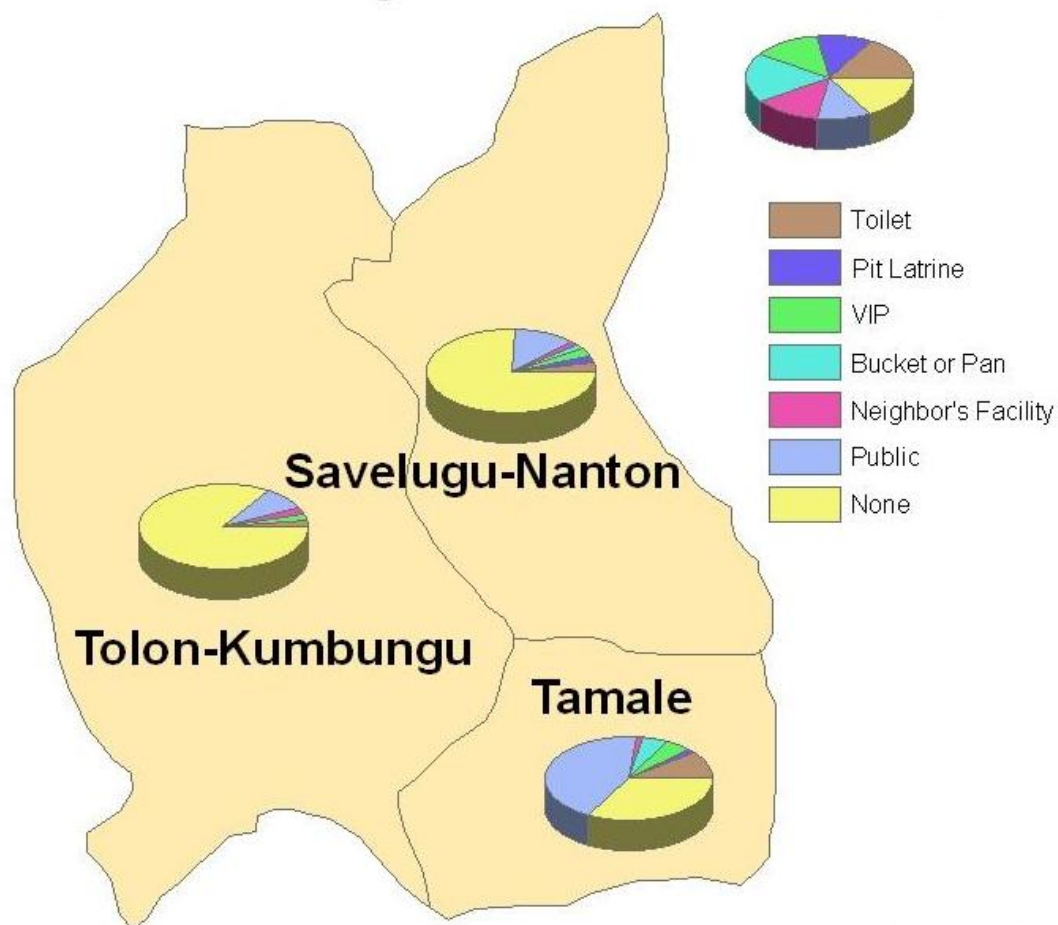 Toilet
Pit Latrine
VIP
Bucket or Pan
Neighbor's Facility
Public
None
Savelugu-Nanton
Tolon-Kumbungu
Tamale